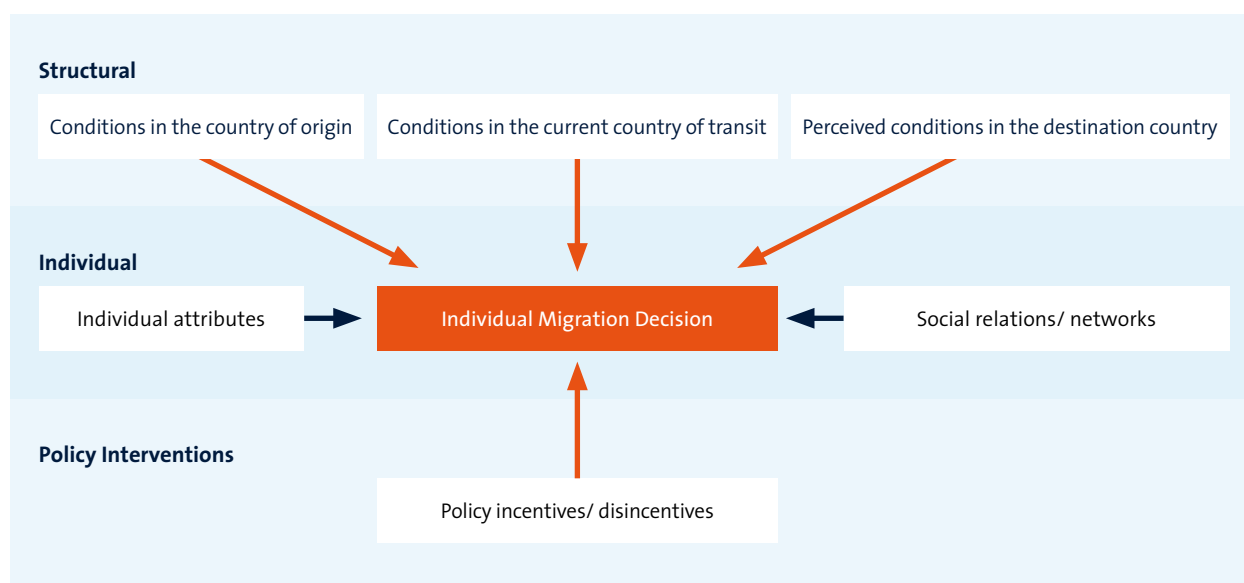 Structural
Conditions in the country of origin
Conditions in the current country of transit
Perceived conditions in the destination country
Individual
Individual attributes
Individual Migration Decision
Social relations/ networks
Policy Interventions
Policy incentives/ disincentives